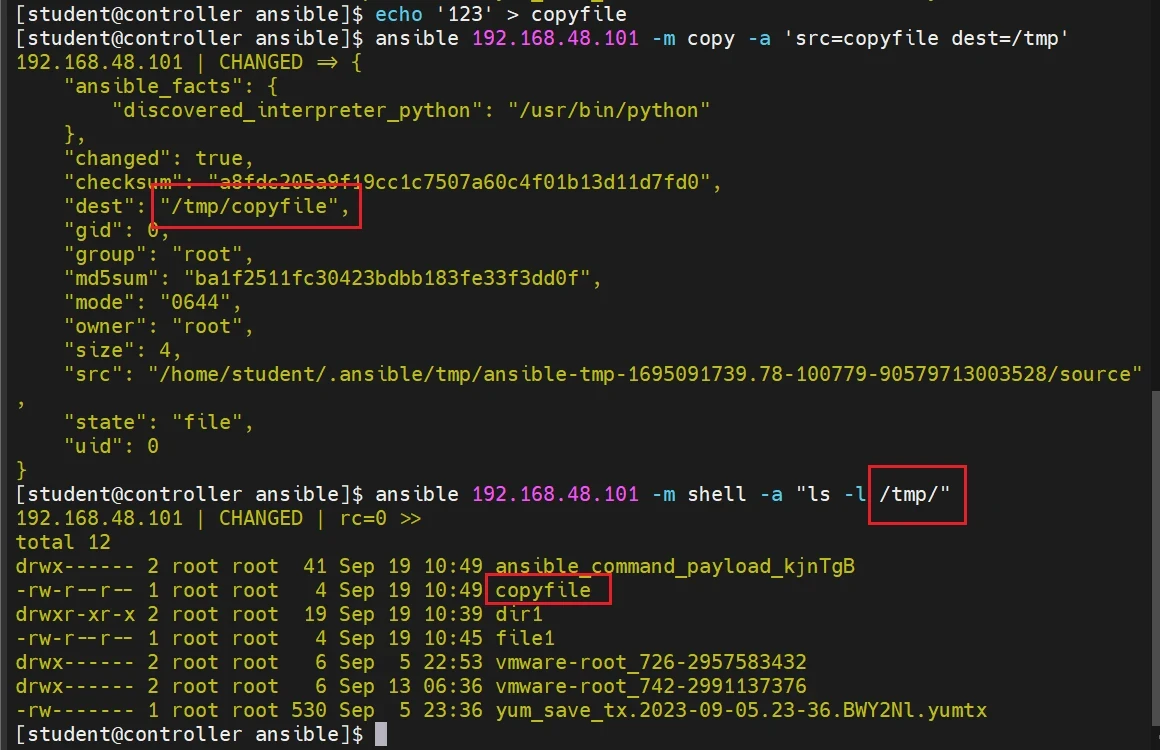 [student@controller ansible]$ echo '123' > copyfile
[student@controller ansible]$ ansible 192.168.48.101 -m copy -a 'src=copyfile dest=/tmp'
192.168.48.101 | CHANGED => {
    "ansible_facts": {
        "discovered_interpreter_python": "/usr/bin/python"
    },
    "changed": true,
    "checksum": "a8fdc205a9f19cc1c7507a60c4f01b13d11d7fd0",
    "dest": "/tmp/copyfile",
    "gid": 0,
    "group": "root",
    "md5sum": "ba1f2511fc30423bdbb183fe33f3dd0f",
    "mode": "0644",
    "owner": "root",
    "size": 4,
    "src": "/home/student/.ansible/tmp/ansible-tmp-1695091739.78-100779-90579713003528/source"
,
    "state": "file",
    "uid": 0
}
[student@controller ansible]$ ansible 192.168.48.101 -m shell -a "ls -l /tmp/"
192.168.48.101 | CHANGED | rc=0 >>
total 12
drwx------ 2 root root  41 Sep 19 10:49 ansible_command_payload_kjnTgB
-rw-r--r-- 1 root root   4 Sep 19 10:49 copyfile
drwxr-xr-x 2 root root  19 Sep 19 10:39 dir1
-rw-r--r-- 1 root root   4 Sep 19 10:45 file1
drwx------ 2 root root   6 Sep  5 22:53 vmware-root_726-2957583432
drwx------ 2 root root   6 Sep 13 06:36 vmware-root_742-2991137376
-rw------- 1 root root 530 Sep  5 23:36 yum_save_tx.2023-09-05.23-36.BWY2Nl.yumtx
[student@controller ansible]$